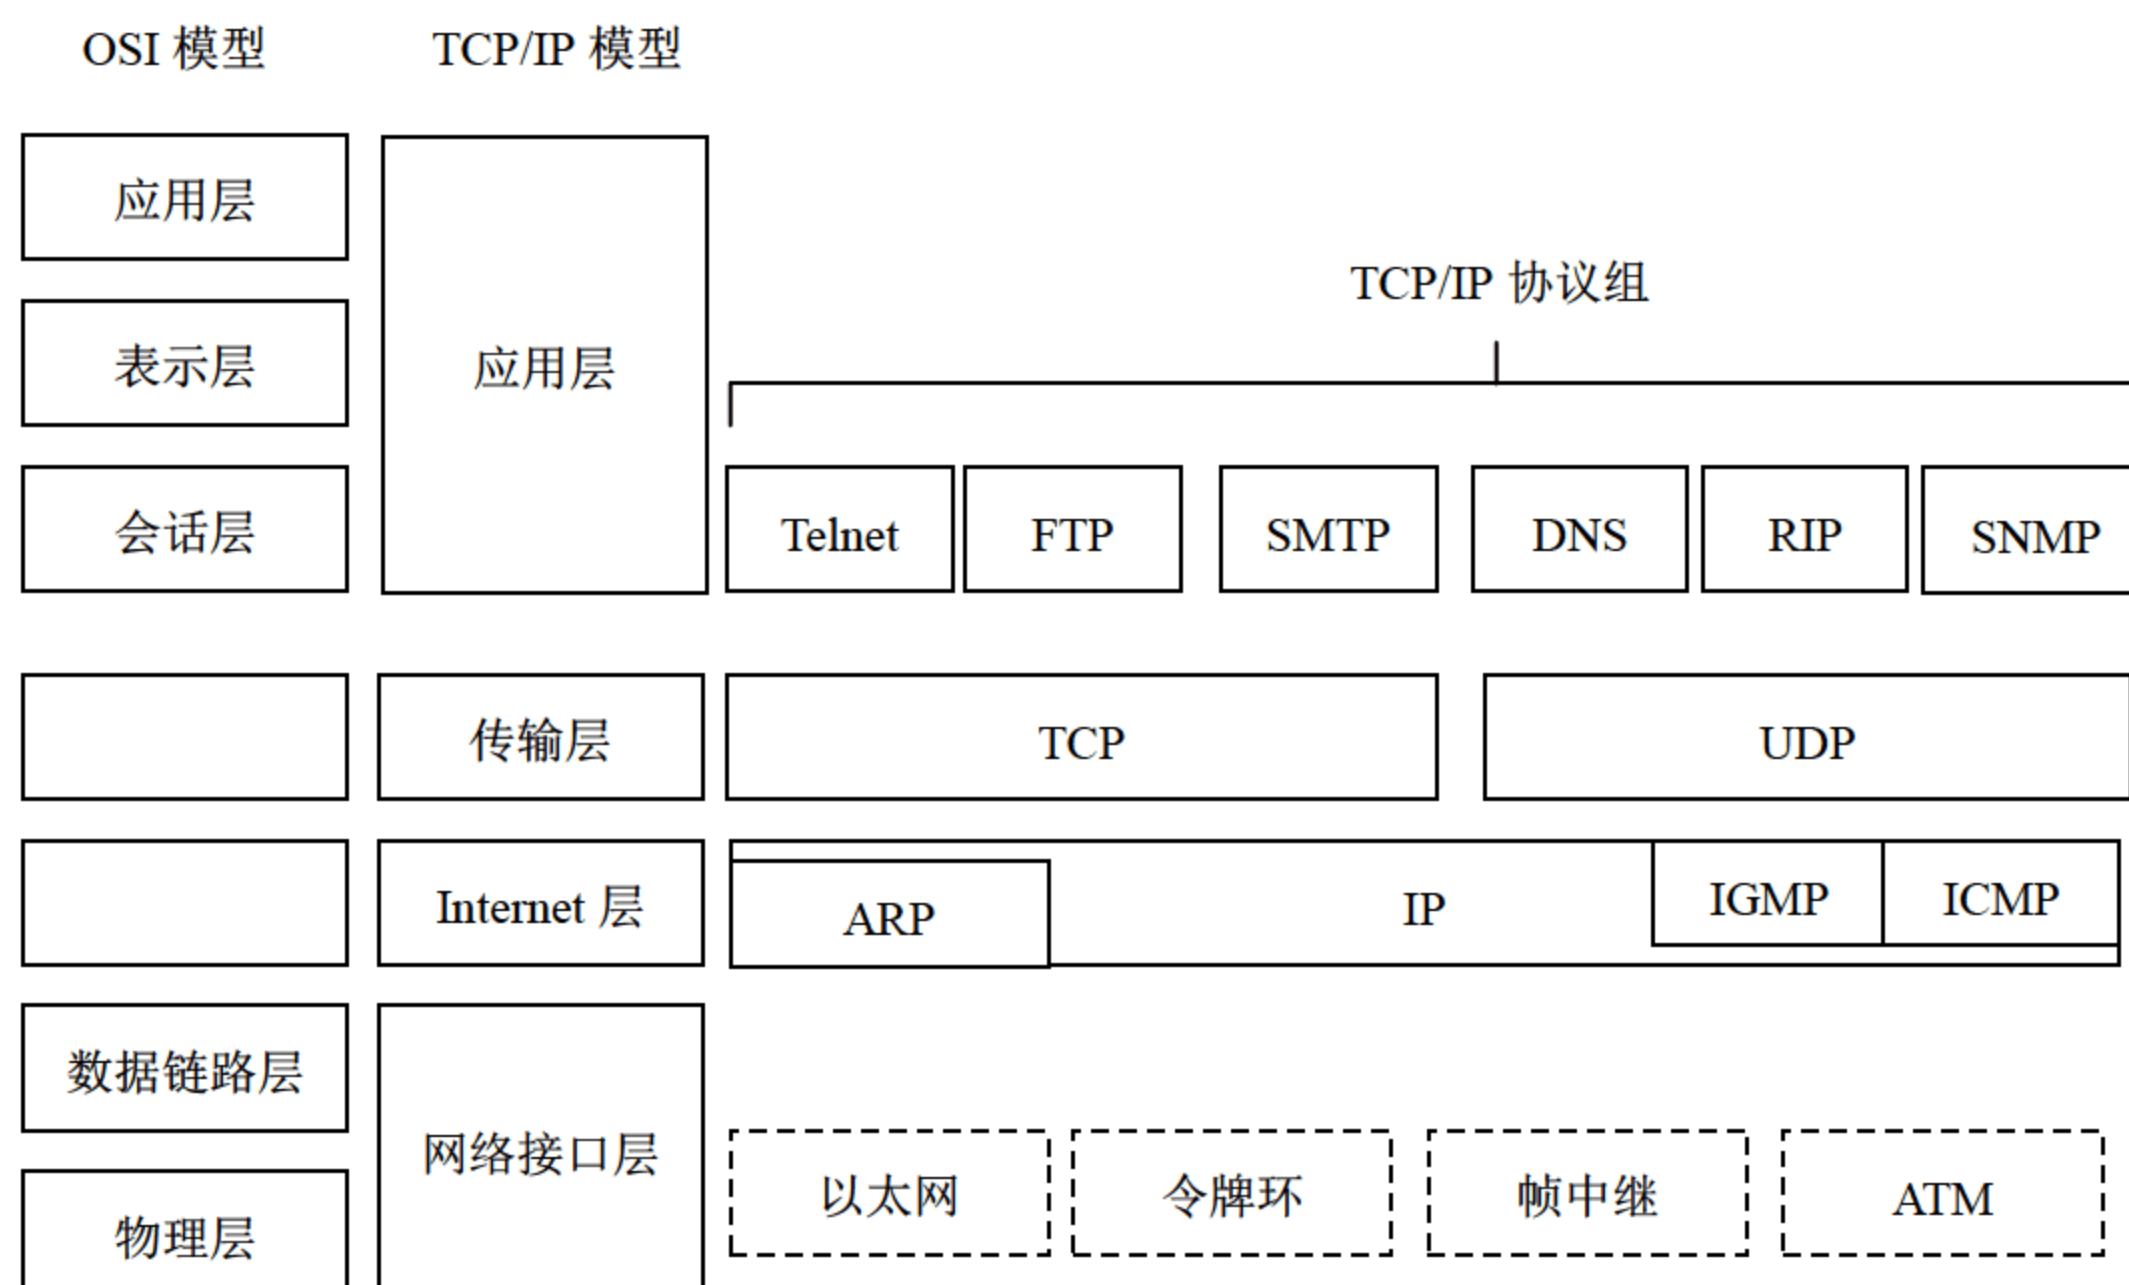 OSI 模型
TCP/IP 模型
应用层
表示层
应用层
TCP/IP 协议组
会话层
Telnet
FTP
SMTP
DNS
RIP
SNMP
传输层
TCP
UDP
Internet 层
ARP
IP
IGMP
ICMP
数据链路层
网络接口层
物理层
以太网
令牌环
帧中继
ATM